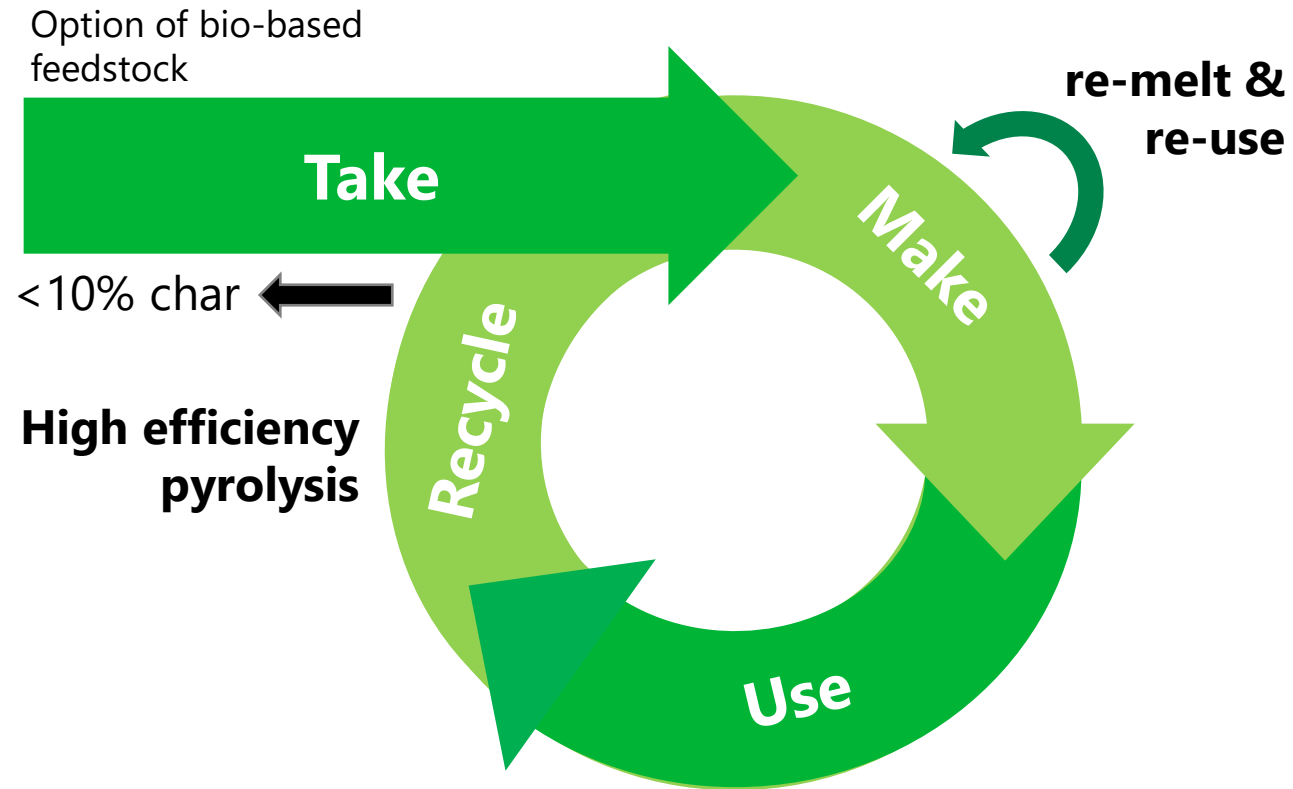 Option of bio-based
feedstock
Take
re-melt &
re-use
Make
<10% char
Recycle
High efficiency
pyrolysis
Use